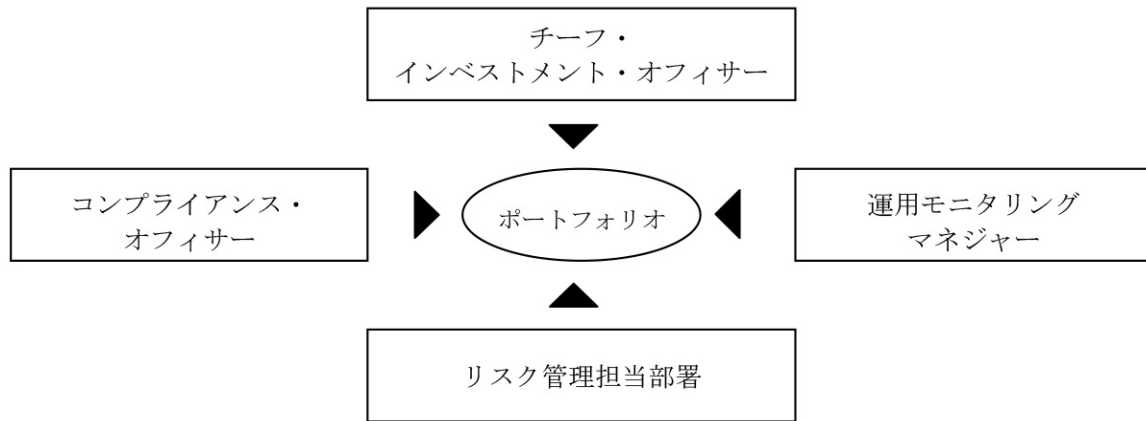 チーフ・
インベストメント・オフィサー
コンプライアンス・
オフィサー
ポートフォリオ
運用モニタリング
マネジャー
リスク管理担当部署